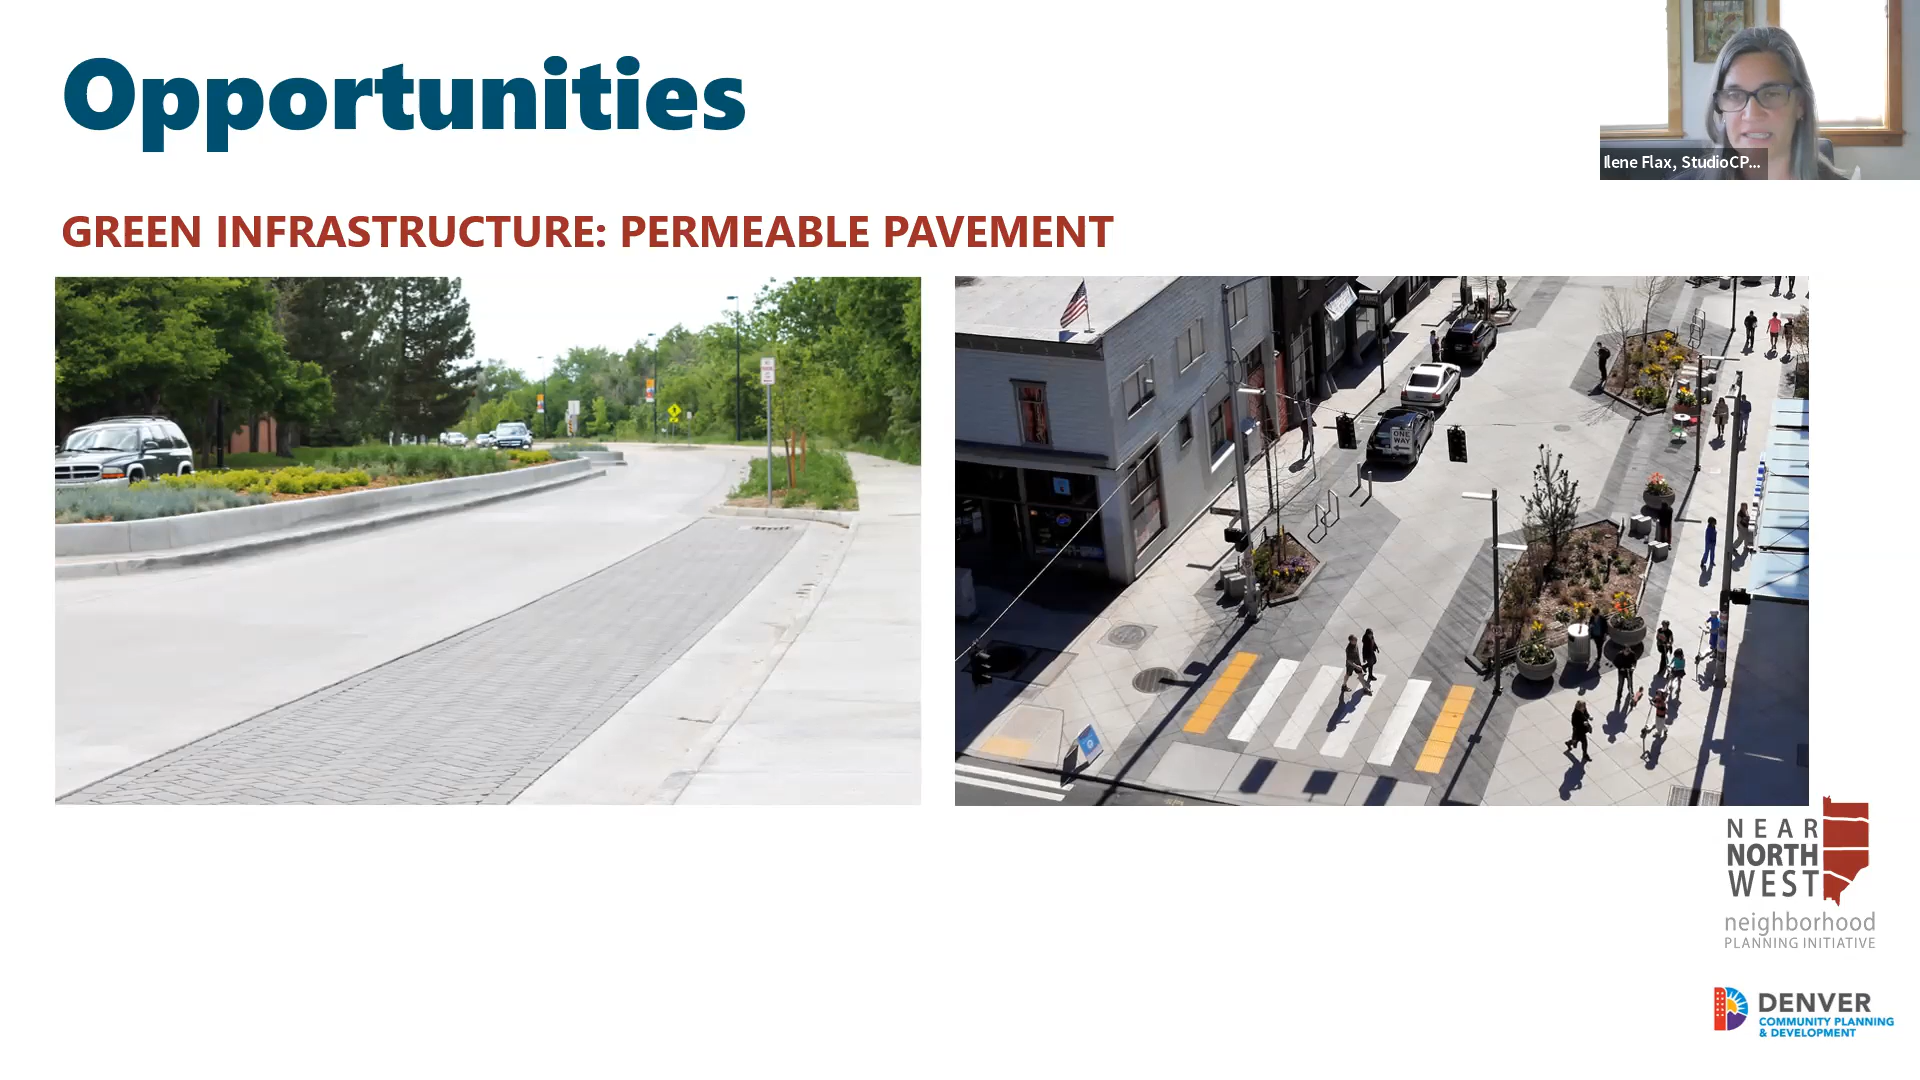 Opportunities
Ilene Flax, StudioCP...
GREEN INFRASTRUCTURE: PERMEABLE PAVEMENT
ONE
WAY
NEAR
NORTH
WEST
neighborhood
PLANNING INITIATIVE
DENVER
COMMUNITY PLANNING
& DEVELOPMENT